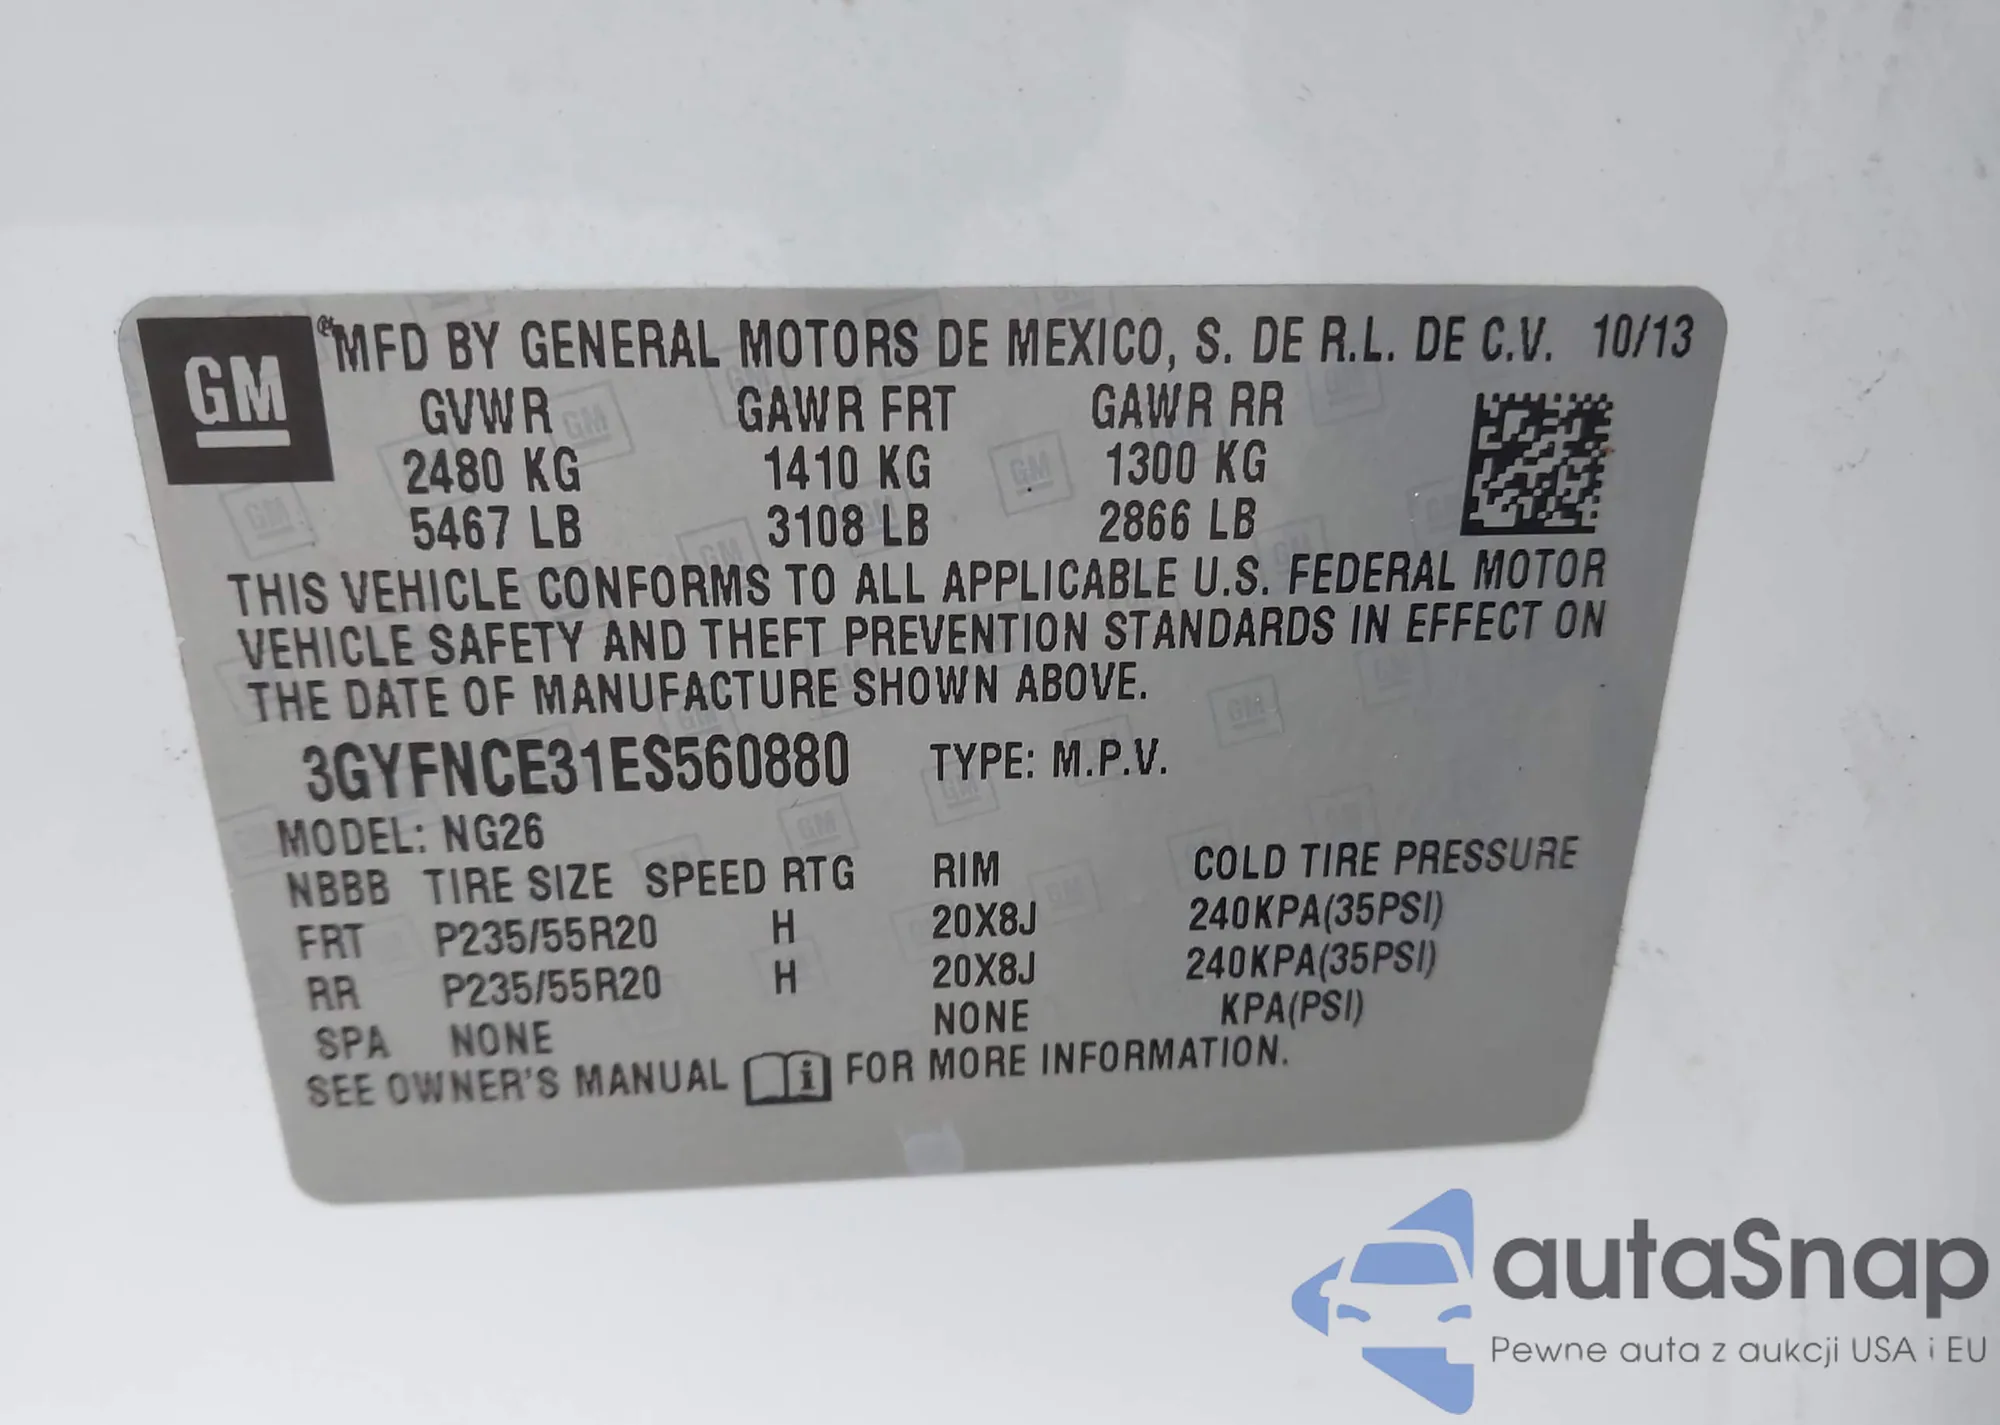 GM
MFD BY GENERAL MOTORS DE MEXICO, S. DE R.L. DE C.V. 10/13
GVWR GAWR FRT GAWR RR
2480 KG 1410 KG 1300 KG
5467 LB 3108 LB 2866 LB
THIS VEHICLE CONFORMS TO ALL APPLICABLE U.S. FEDERAL MOTOR
VEHICLE SAFETY AND THEFT PREVENTION STANDARDS IN EFFECT ON
THE DATE OF MANUFACTURE SHOWN ABOVE.
3GYFNCE31ES560880 TYPE: M.P.V.
MODEL: NG26
NBBB TIRE SIZE SPEED RTG RIM COLD TIRE PRESSURE
FRT P235/55R20 H 20X8J 240KPA(35PSI)
RR P235/55R20 H 20X8J 240KPA(35PSI)
SPA NONE NONE KPA(PSI)
SEE OWNER'S MANUAL i FOR MORE INFORMATION.
autaSnap
Pewne auta z aukcji USA i EU